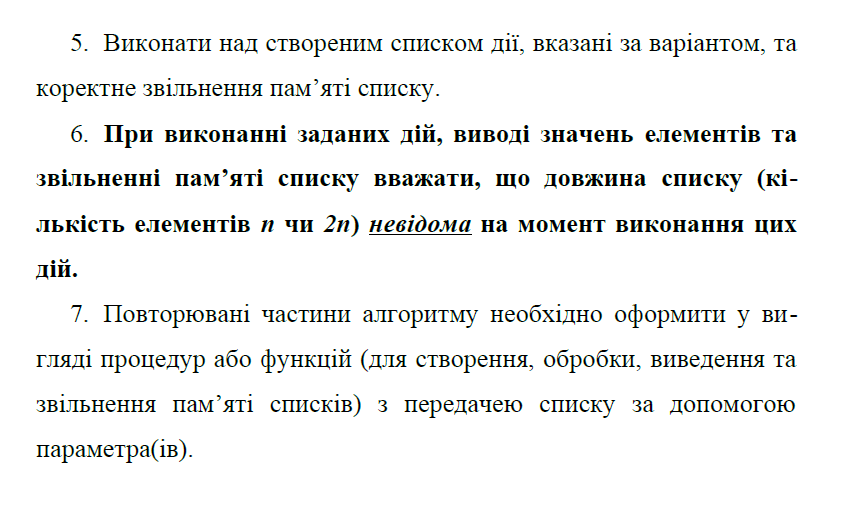 5. Виконати над створеним списком дії, вказані за варіантом, та
коректне звільнення пам’яті списку.
6. При виконанні заданих дій, виводі значень елементів та
звільненні пам’яті списку вважати, що довжина списку (кі-
лькість елементів n чи 2n) невідома на момент виконання цих
дій.
7. Повторювані частини алгоритму необхідно оформити у ви-
гляді процедур або функцій (для створення, обробки, виведення та
звільнення пам’яті списків) з передачею списку за допомогою
параметра(ів).